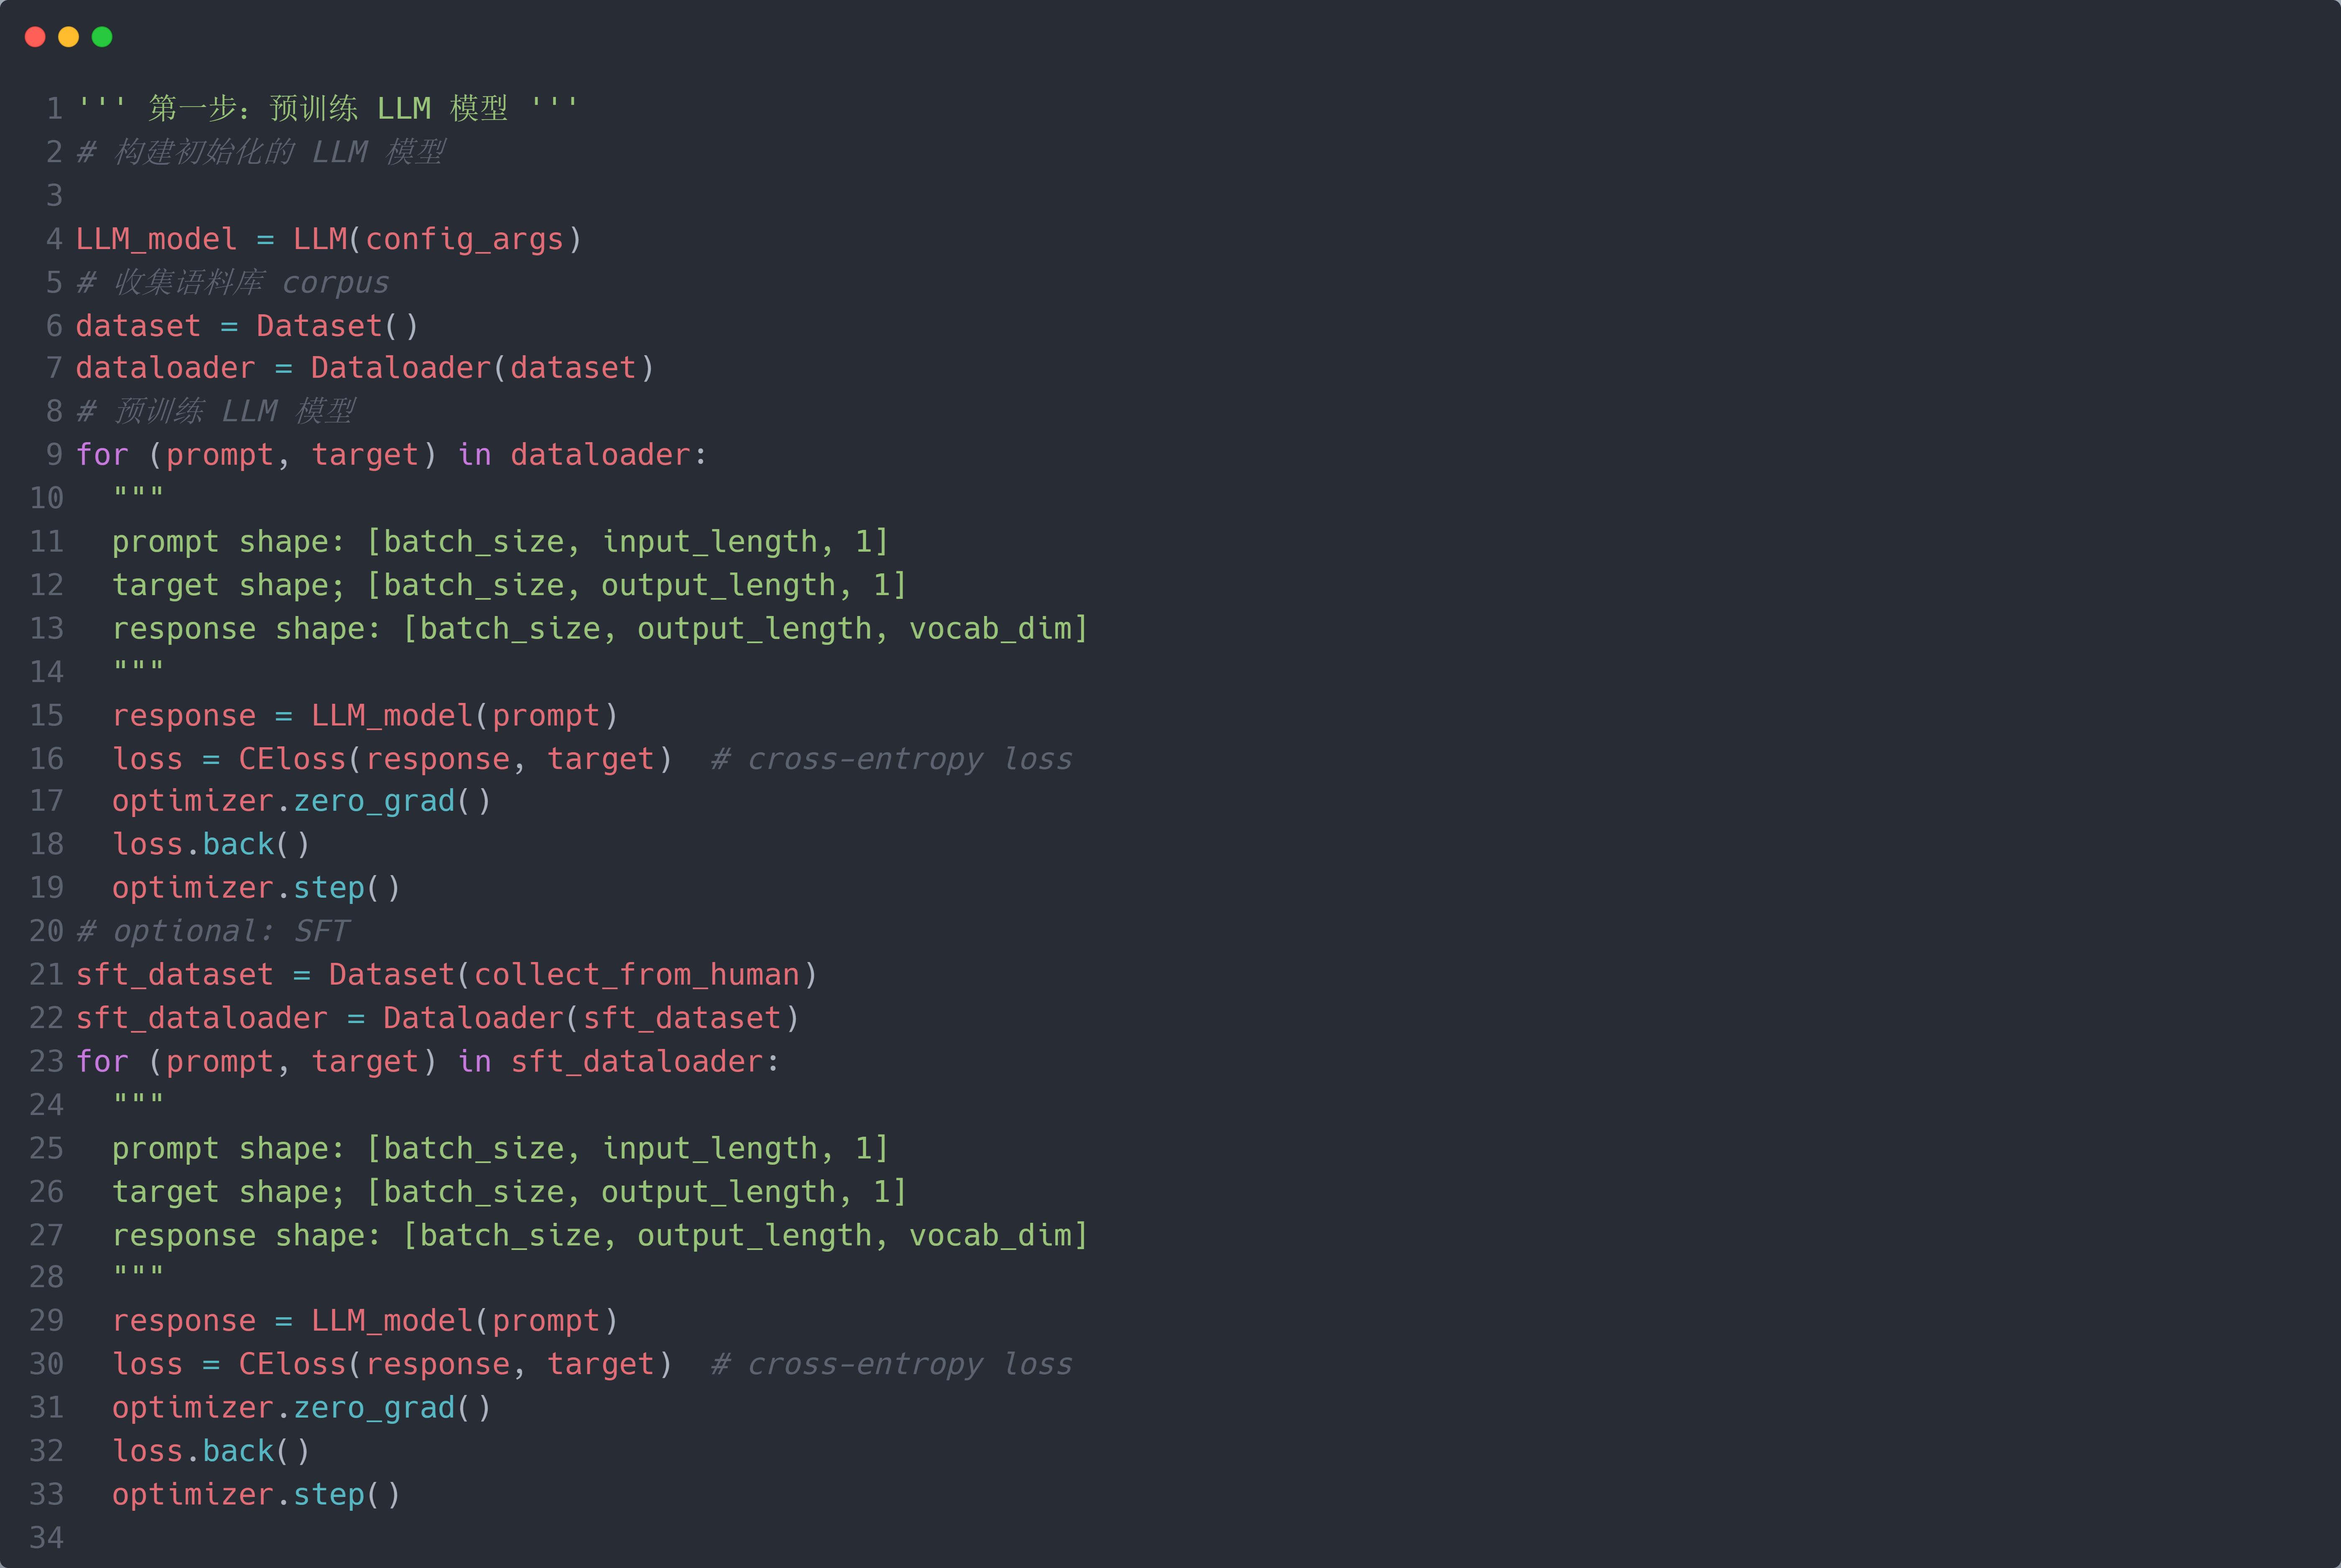 1 ''' 第一步：预训练 LLM 模型 '''
2 # 构建初始化的 LLM 模型
3
4 LLM_model = LLM(config_args)
5 # 收集语料库 corpus
6 dataset = Dataset()
7 dataloader = Dataloader(dataset)
8 # 预训练 LLM 模型
9 for (prompt, target) in dataloader:
10   """
11   prompt shape: [batch_size, input_length, 1]
12   target shape; [batch_size, output_length, 1]
13   response shape: [batch_size, output_length, vocab_dim]
14   """
15   response = LLM_model(prompt)
16   loss = CEloss(response, target)  # cross-entropy loss
17   optimizer.zero_grad()
18   loss.back()
19   optimizer.step()
20 # optional: SFT
21 sft_dataset = Dataset(collect_from_human)
22 sft_dataloader = Dataloader(sft_dataset)
23 for (prompt, target) in sft_dataloader:
24   """
25   prompt shape: [batch_size, input_length, 1]
26   target shape; [batch_size, output_length, 1]
27   response shape: [batch_size, output_length, vocab_dim]
28   """
29   response = LLM_model(prompt)
30   loss = CEloss(response, target)  # cross-entropy loss
31   optimizer.zero_grad()
32   loss.back()
33   optimizer.step()
34